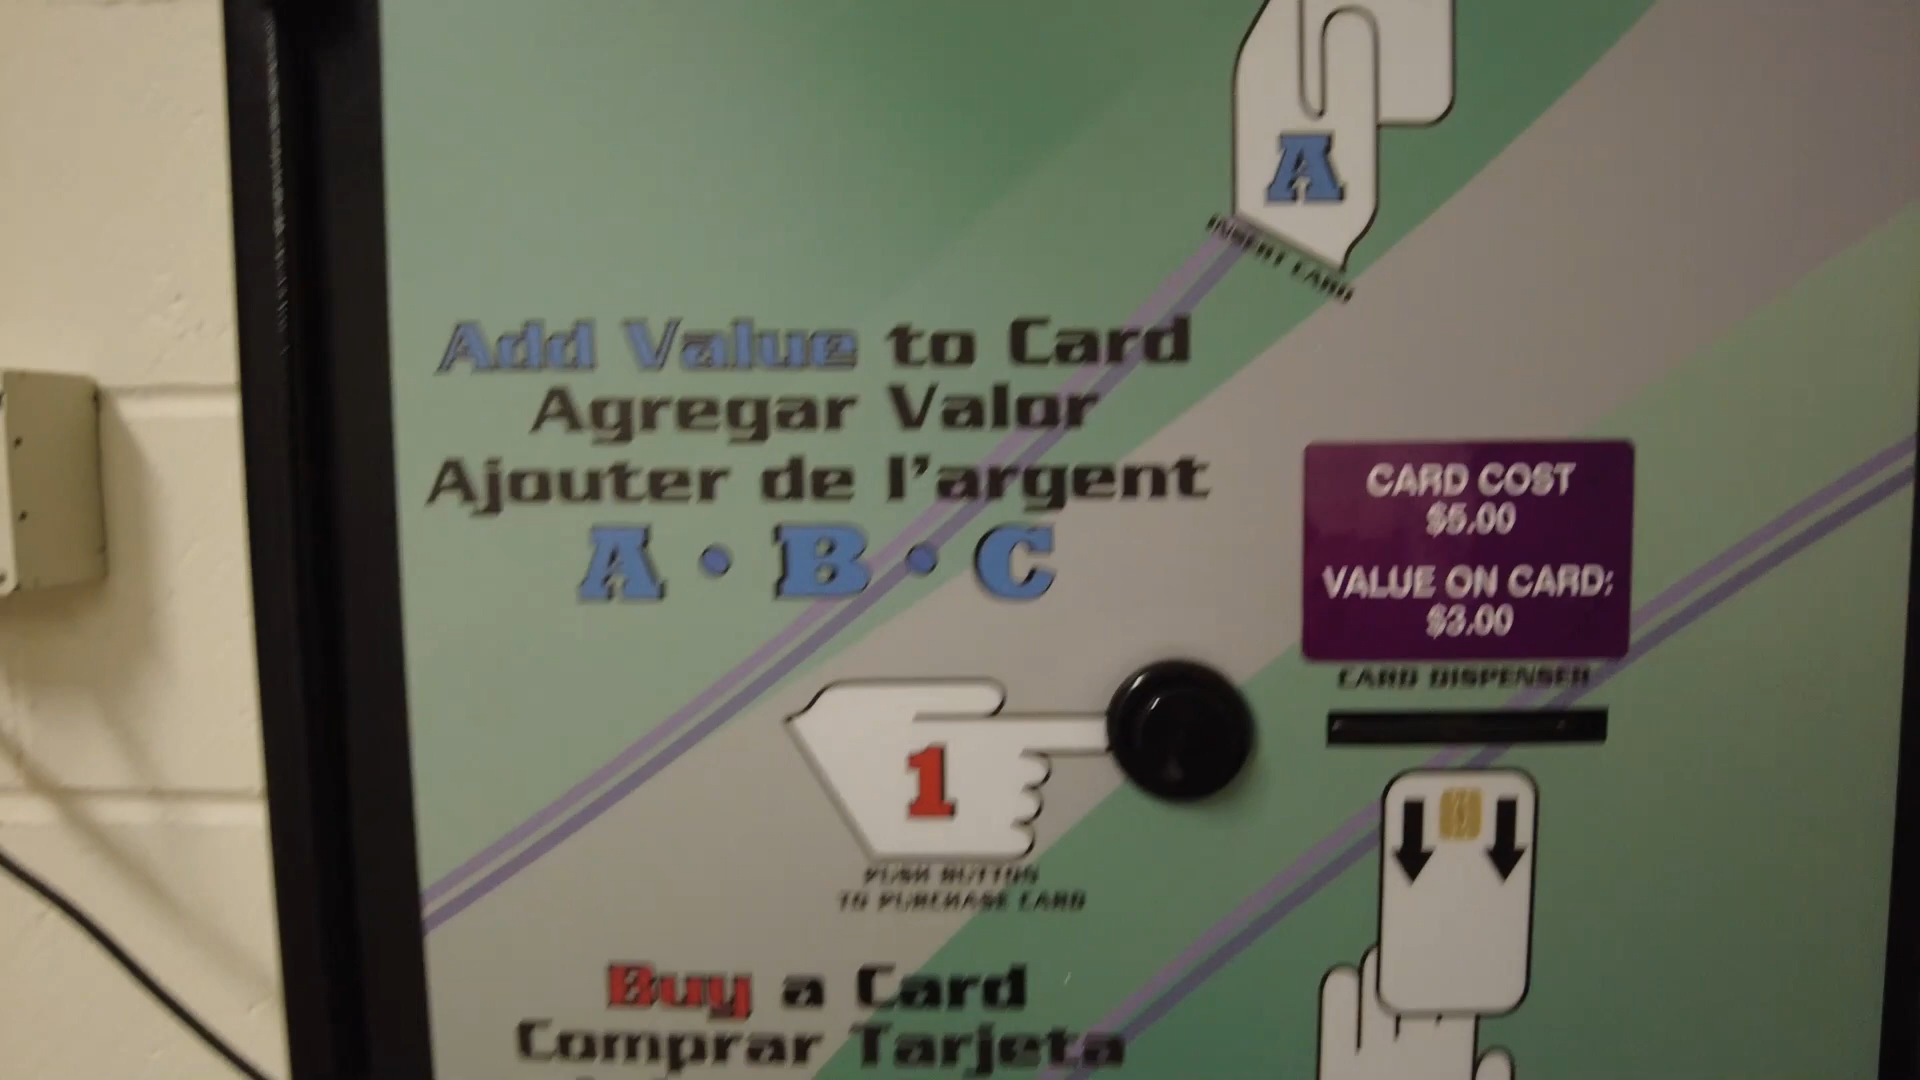 A
INSERT CARD
Add Value to Card
Agregar Valor
Ajouter de l'argent
A • B • C
CARD COST
$5.00
VALUE ON CARD:
$3.00
CARD DISPENSER
1
PUSH BUTTON
TO PURCHASE CARD
Buy a Card
Comprar Tarjeta